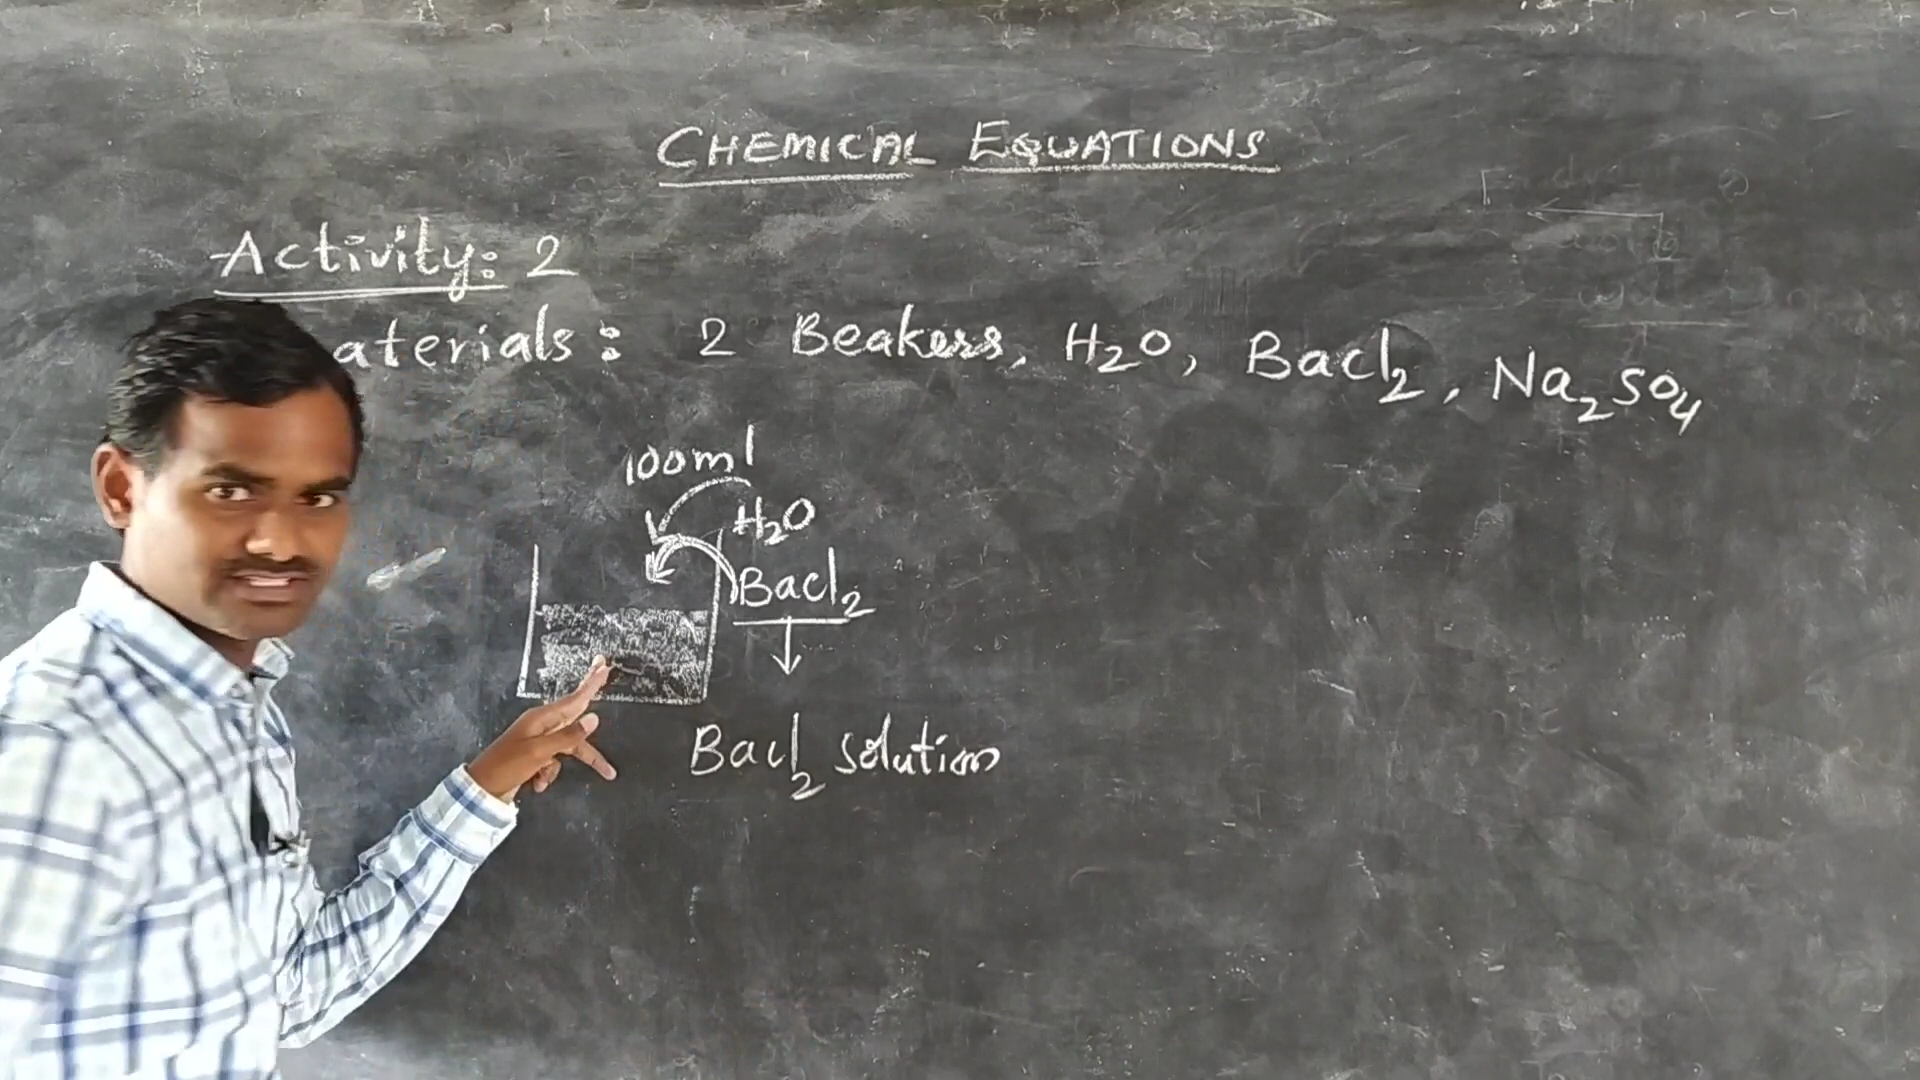 CHEMICAL EQUATIONS
Activity: 2
aterials: 2 Beakers, H₂O, Bacl₂, Na₂SO₄
100ml
H₂O
Bacl₂
Bacl₂ solution